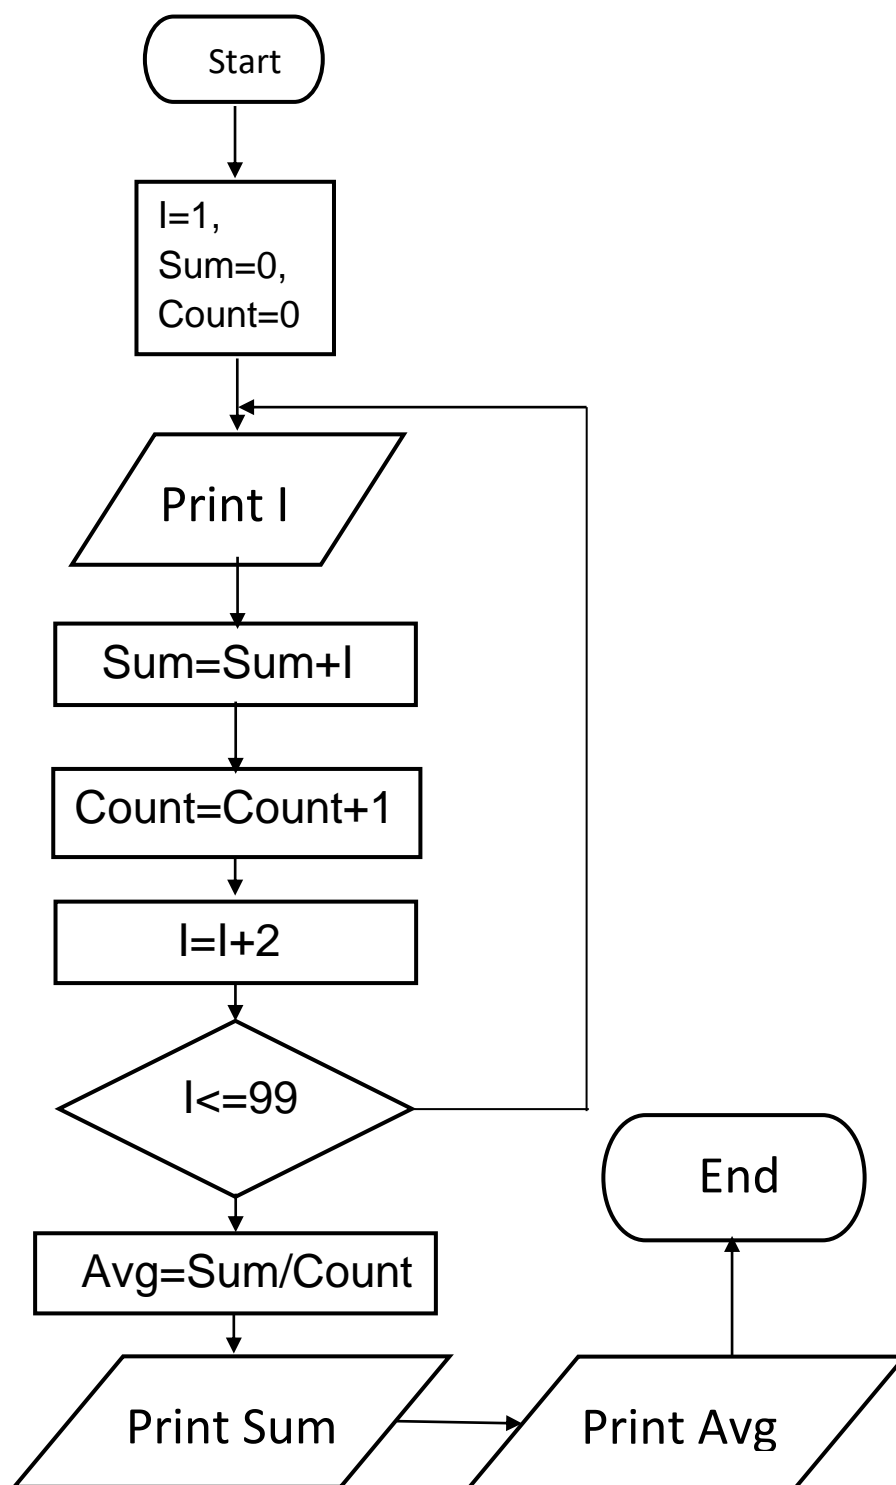 Start
I=1,
Sum=0,
Count=0
Print I
Sum=Sum+I
Count=Count+1
I=I+2
I<=99
Avg=Sum/Count
Print Sum
Print Avg
End